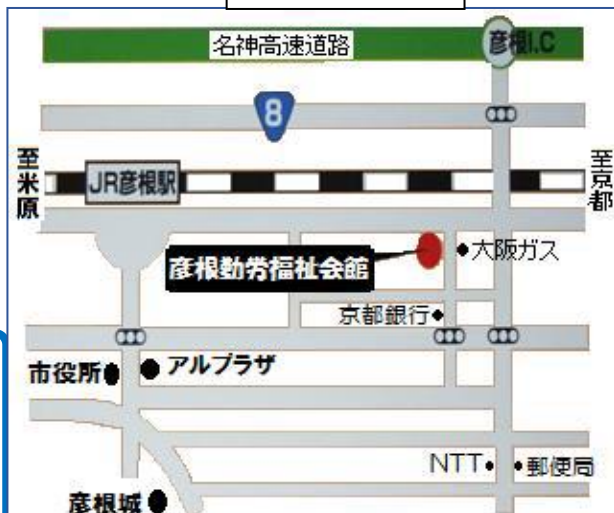 名神高速道路
彦根I.C
8
至米原
JR彦根駅
至京都
彦根勤労福祉会館
大阪ガス
京都銀行
市役所
アルプラザ
NTT
郵便局
彦根城